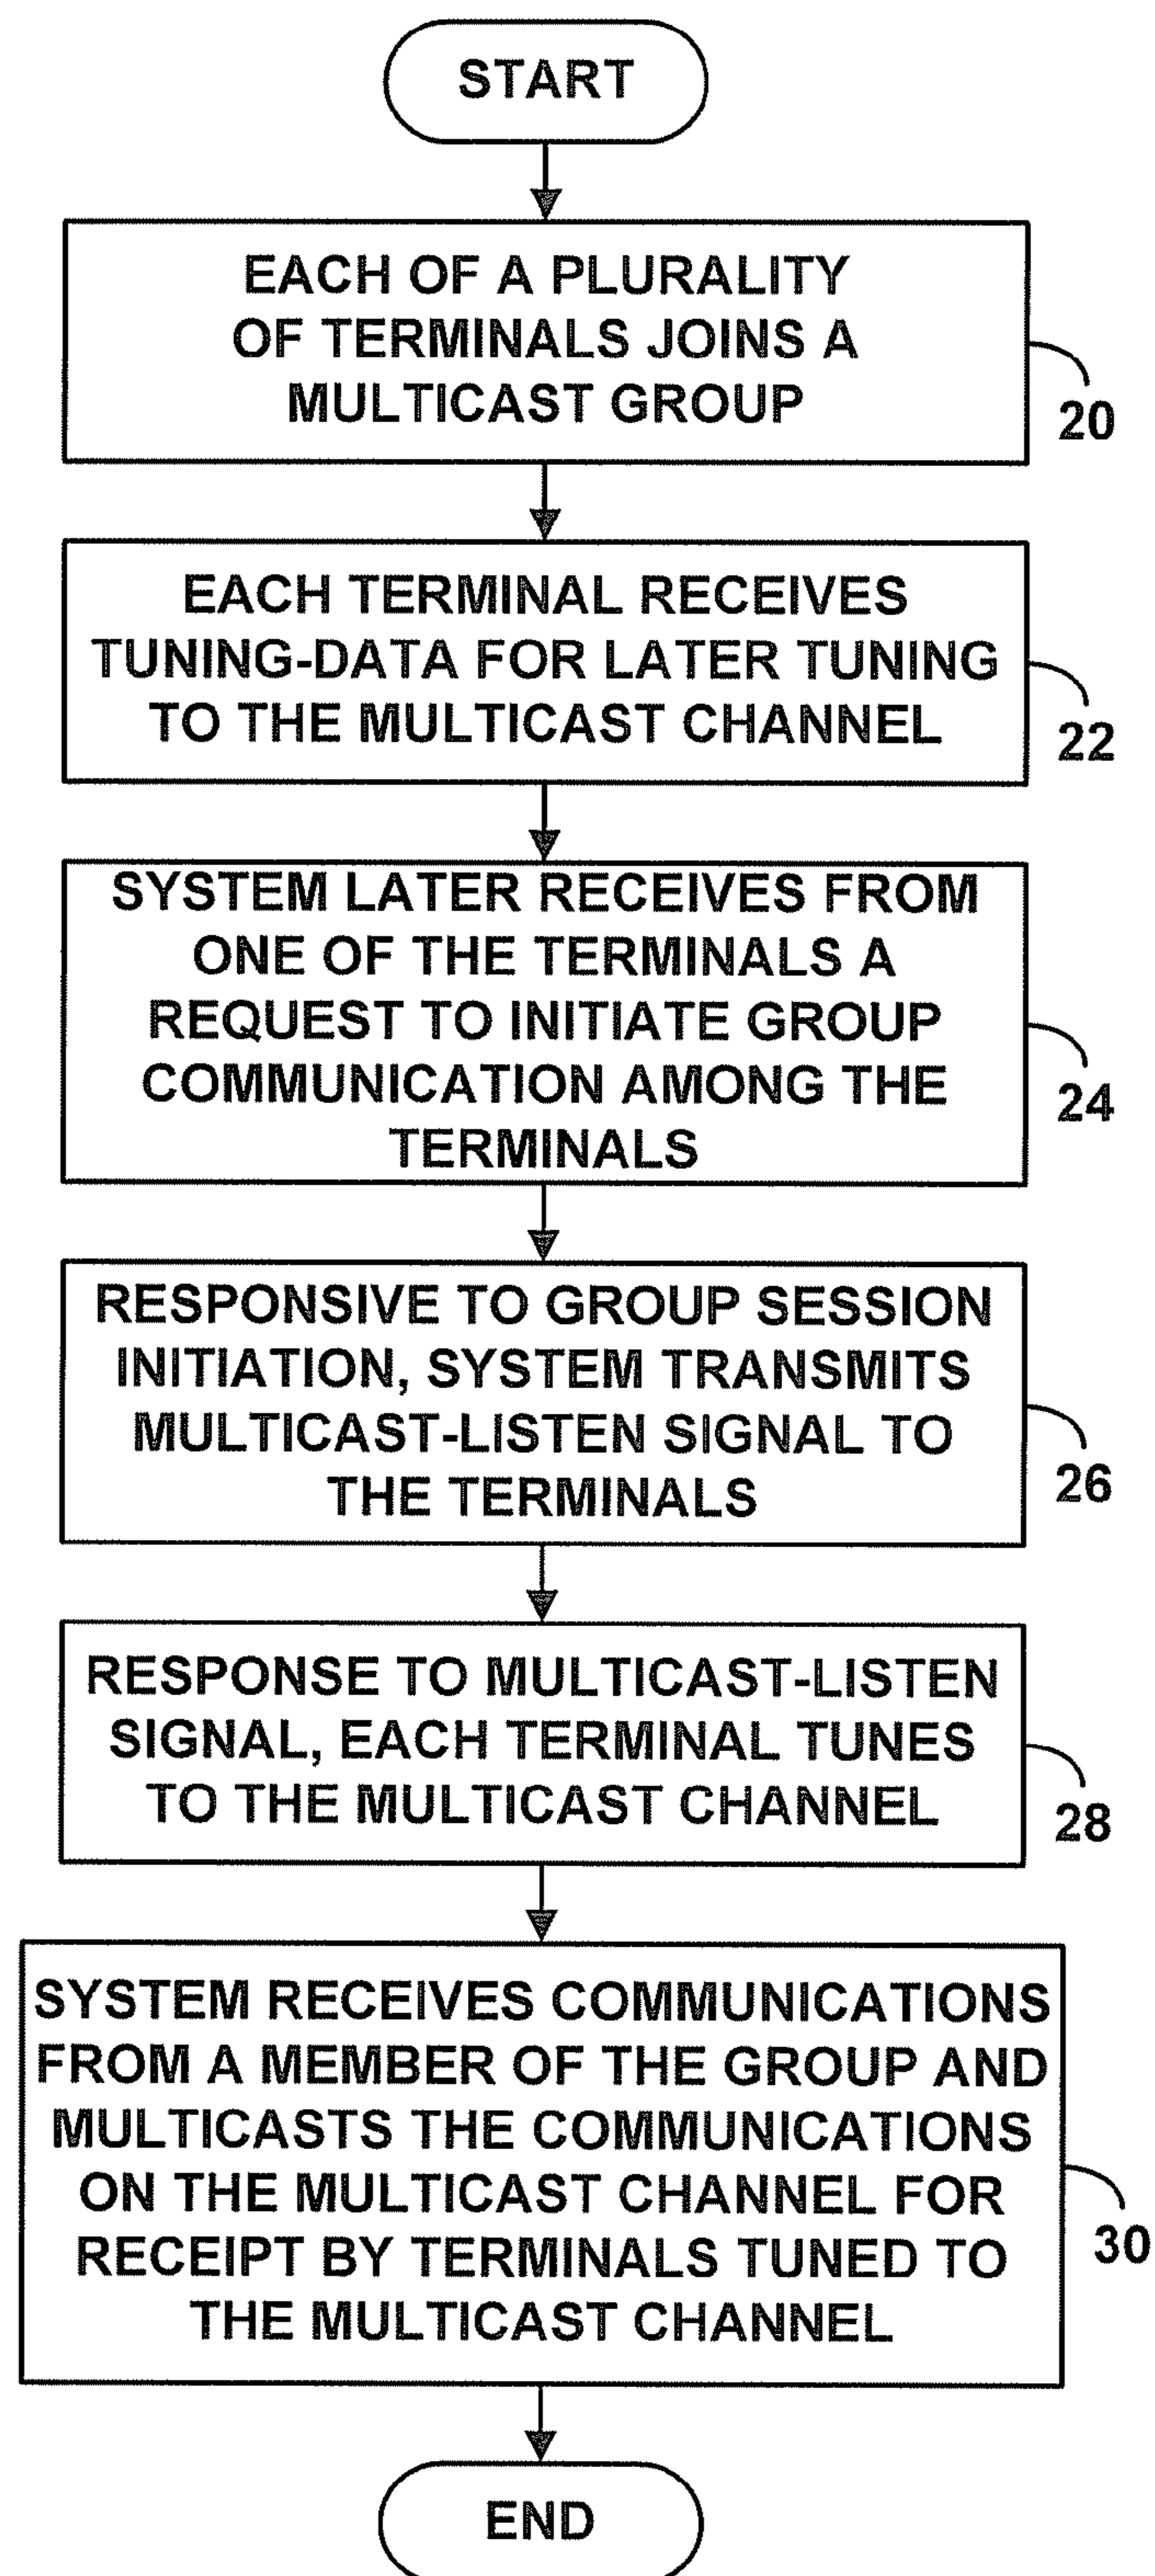 START
EACH OF A PLURALITY
OF TERMINALS JOINS A
MULTICAST GROUP
20
EACH TERMINAL RECEIVES
TUNING-DATA FOR LATER TUNING
TO THE MULTICAST CHANNEL
22
SYSTEM LATER RECEIVES FROM
ONE OF THE TERMINALS A
REQUEST TO INITIATE GROUP
COMMUNICATION AMONG THE
TERMINALS
24
RESPONSIVE TO GROUP SESSION
INITIATION, SYSTEM TRANSMITS
MULTICAST-LISTEN SIGNAL TO
THE TERMINALS
26
RESPONSE TO MULTICAST-LISTEN
SIGNAL, EACH TERMINAL TUNES
TO THE MULTICAST CHANNEL
28
SYSTEM RECEIVES COMMUNICATIONS
FROM A MEMBER OF THE GROUP AND
MULTICASTS THE COMMUNICATIONS
ON THE MULTICAST CHANNEL FOR
RECEIPT BY TERMINALS TUNED TO
THE MULTICAST CHANNEL
30
END